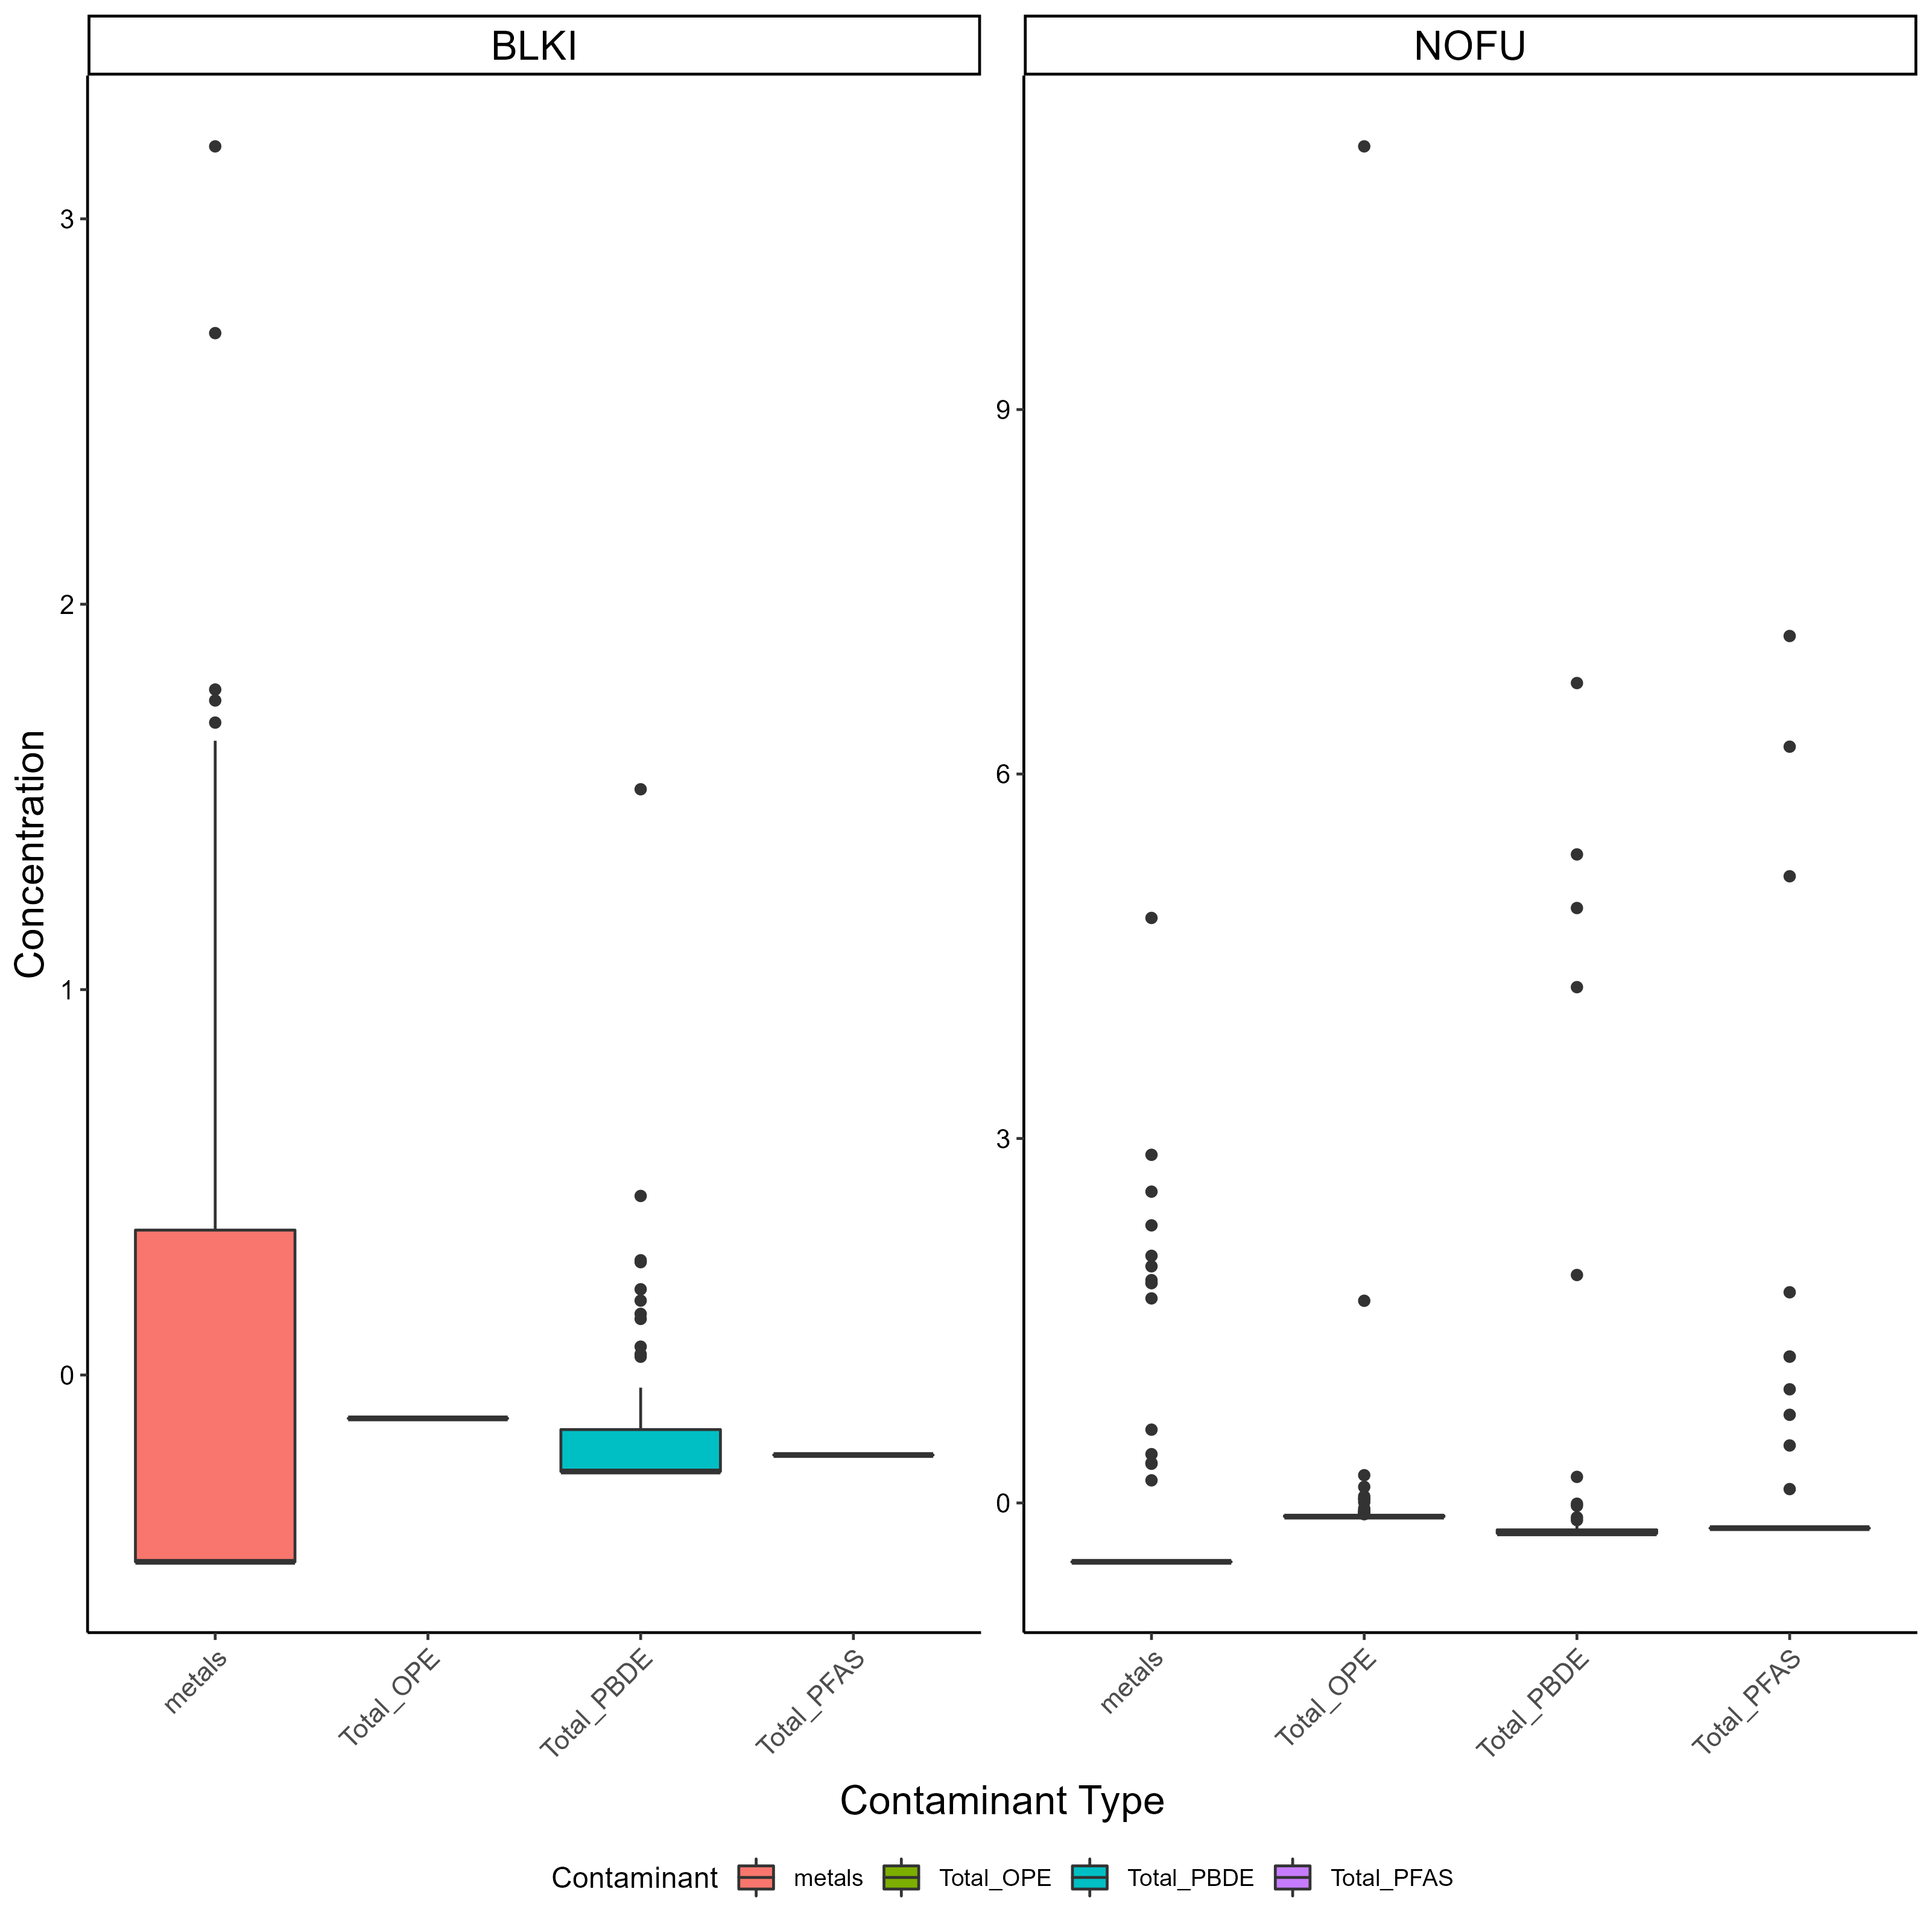 BLKI
NOFU
Concentration
3
2
1
0
9
6
3
0
metals
Total_OPE
Total_PBDE
Total_PFAS
metals
Total_OPE
Total_PBDE
Total_PFAS
Contaminant Type
Contaminant metals Total_OPE Total_PBDE Total_PFAS